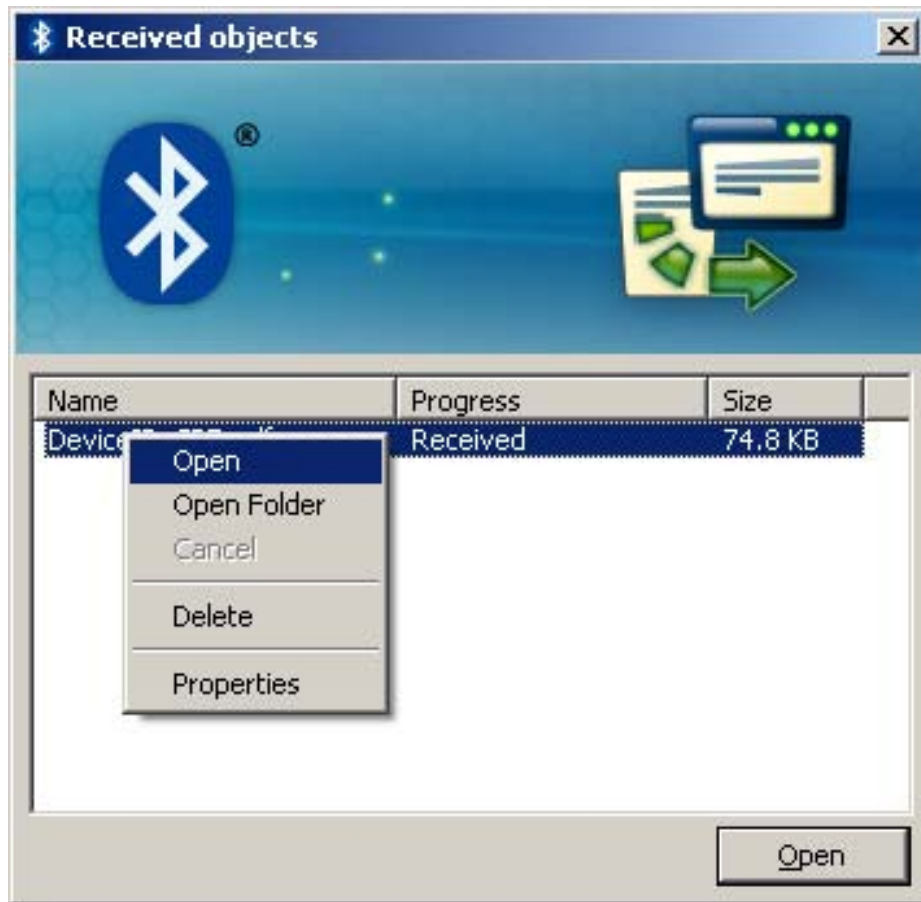 Received objects
®
Name Progress Size
Device Received 74.8 KB
Open
Open Folder
Cancel
Delete
Properties
Open